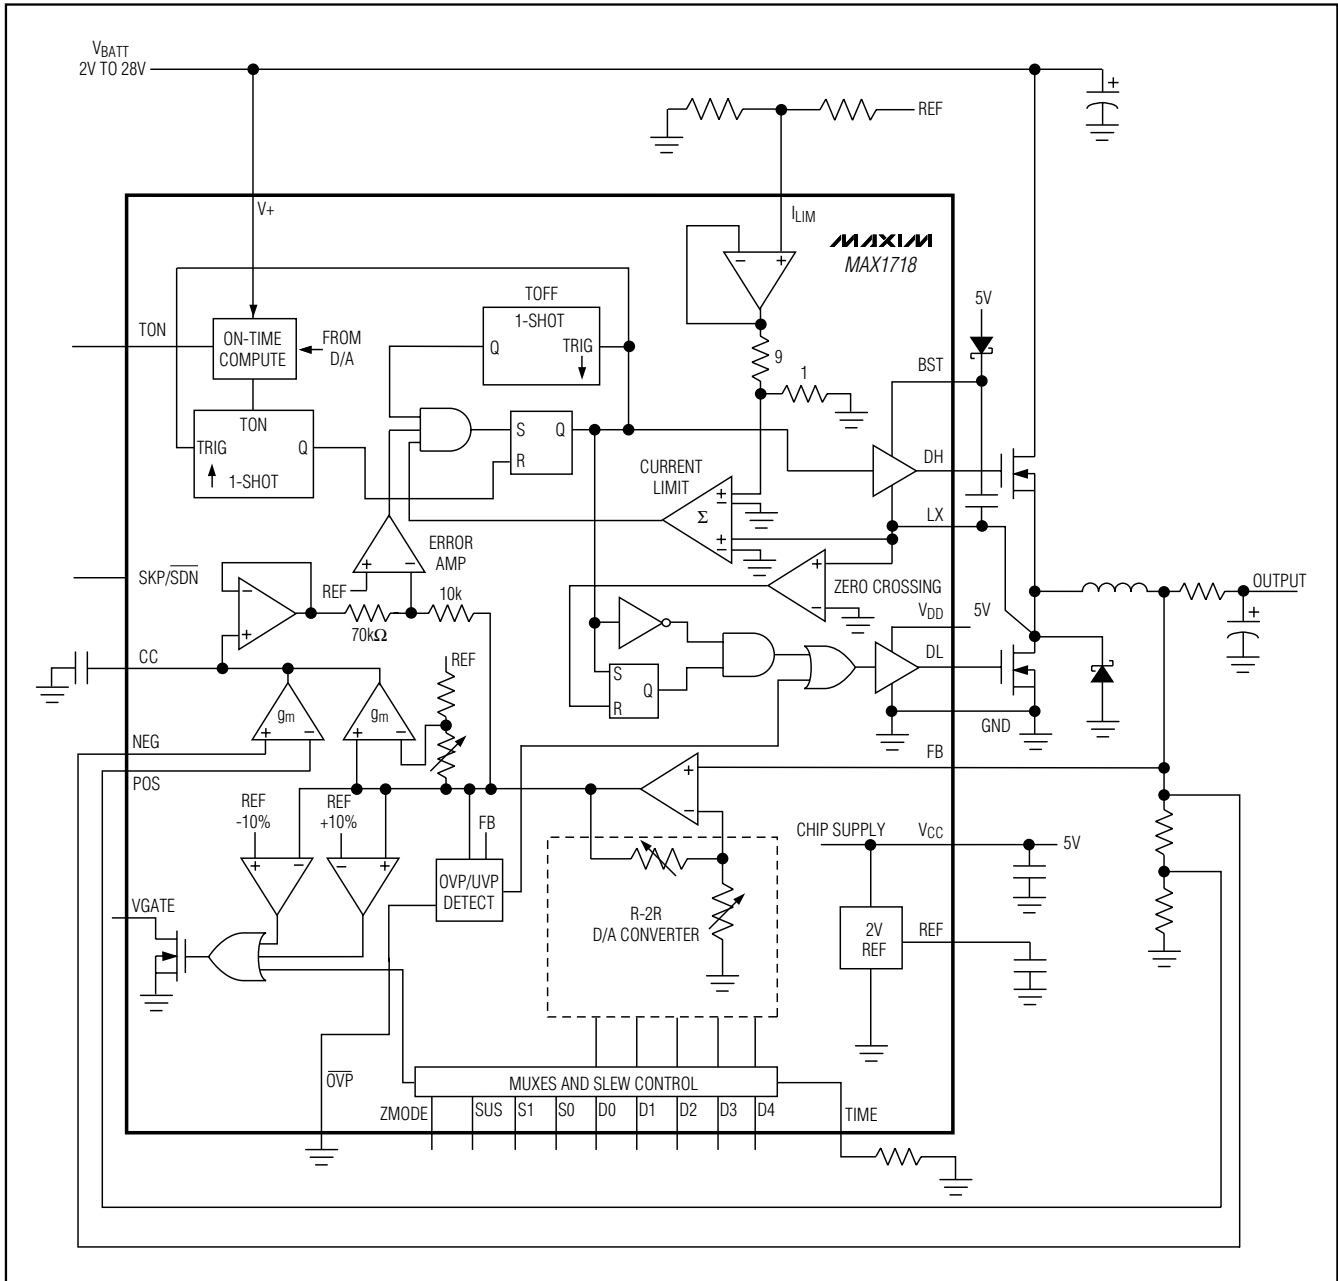 VBATT
2V TO 28V
REF
V+
ILIM
MAXIM
MAX1718
TOFF
1-SHOT
Q
TRIG
5V
TON
ON-TIME
COMPUTE
FROM
D/A
9
1
BST
TON
TRIG
Q
1-SHOT
S
Q
R
CURRENT
LIMIT
DH
+
-
Σ
+
-
LX
ERROR
AMP
+
-
REF
SKP/SDN
10k
70kΩ
-
+
ZERO CROSSING
+
-
VDD
5V
OUTPUT
+
CC
REF
S
Q
R
DL
gm
gm
+
-
+
-
GND
NEG
POS
FB
+
-
REF
-10%
REF
+10%
FB
CHIP SUPPLY
VCC
5V
+
-
-
+
OVP/UVP
DETECT
VGATE
R-2R
D/A CONVERTER
2V
REF
REF
OVP
MUXES AND SLEW CONTROL
ZMODE
SUS
S1
S0
D0
D1
D2
D3
D4
TIME